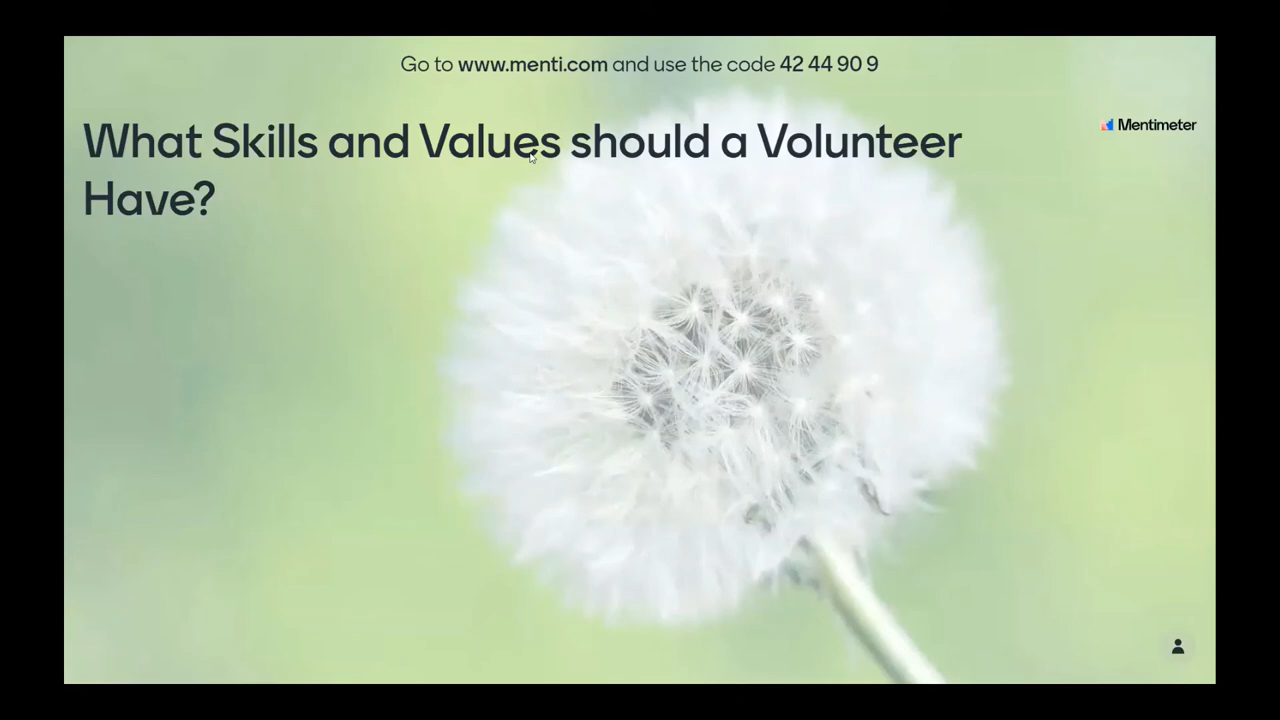 Go to www.menti.com and use the code 42 44 90 9
What Skills and Values should a Volunteer
Have?
Mentimeter